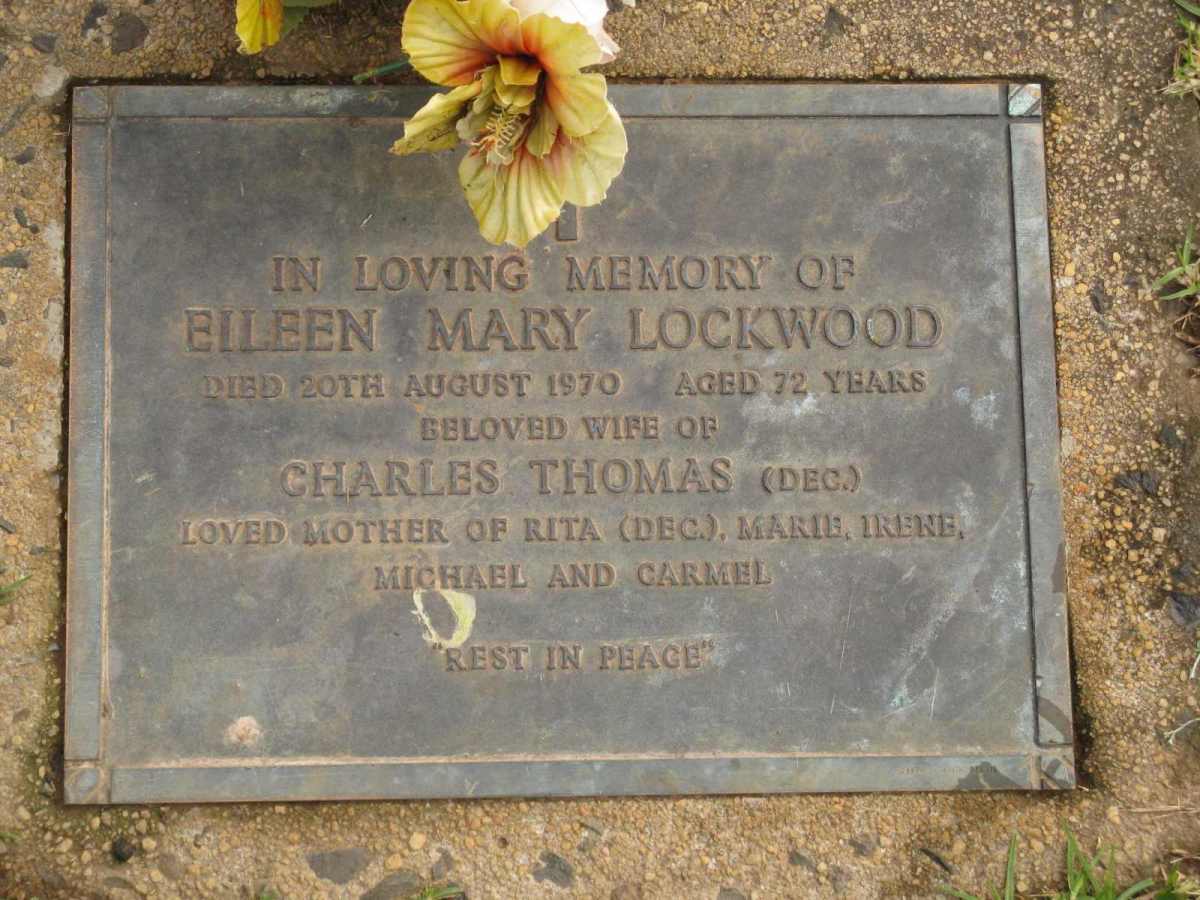 IN LOVING MEMORY OF
EILEEN MARY LOCKWOOD
DIED 20TH AUGUST 1970 AGED 72 YEARS
BELOVED WIFE OF
CHARLES THOMAS (DEC.)
LOVED MOTHER OF RITA (DEC.), MARIE, IRENE,
MICHAEL AND CARMEL
"REST IN PEACE"